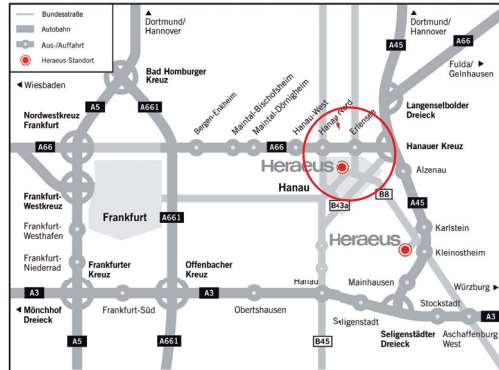 Bundesstraße
Autobahn
Aus-/Auffahrt
Heraeus-Standort
Dortmund/
Hannover
Dortmund/
Hannover
A45
A66
Fulda/
Gelnhausen
Wiesbaden
Bad Homburger
Kreuz
A5
A661
Nordwestkreuz
Frankfurt
Bergen-Enkheim
Maintal-Bischofsheim
Maintal-Dörnigheim
Hanau-West
Hanau-Nord
Erlensee
Langenselbolder
Dreieck
A66
A66
Hanauer Kreuz
Heraeus
Alzenau
Hanau
B8
B43a
A45
Frankfurt-
Westkreuz
Frankfurt
A661
Karlstein
Frankfurt-
Westhafen
Heraeus
Kleinostheim
Frankfurt-
Niederrad
Frankfurter
Kreuz
Offenbacher
Kreuz
Hanau
Mainhausen
Würzburg
A3
A3
Mönchhof
Dreieck
Frankfurt-Süd
Obertshausen
Seligenstadt
Stockstadt
A3
Seligenstädter
Dreieck
Aschaffenburg
West
A5
A661
B45